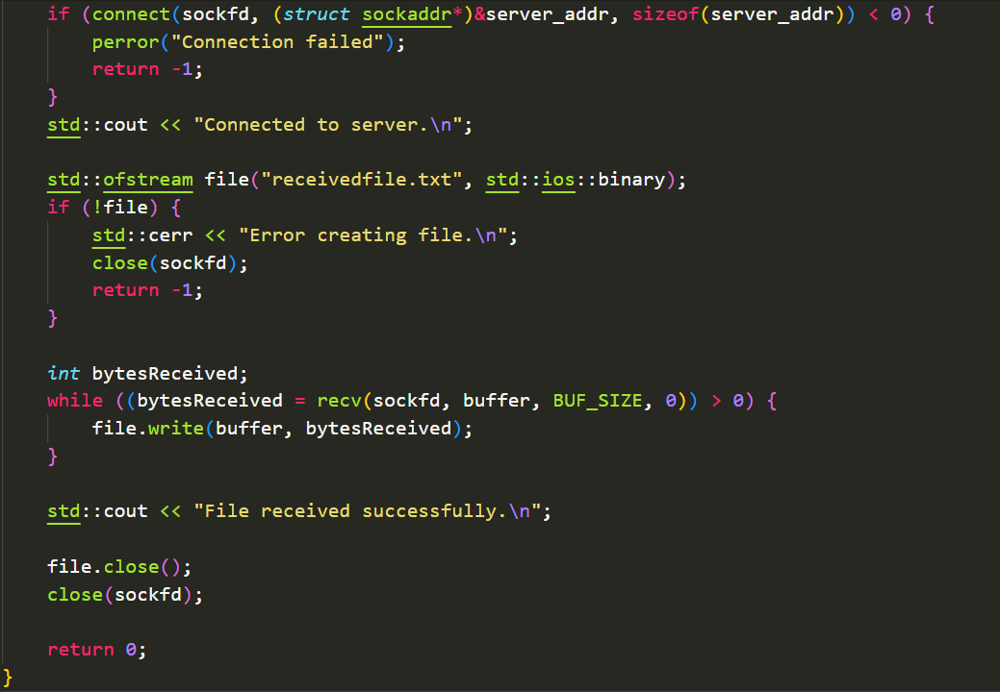 if (connect(sockfd, (struct sockaddr*)&server_addr, sizeof(server_addr)) < 0) {
    perror("Connection failed");
    return -1;
}
std::cout << "Connected to server.\n";

std::ofstream file("receivedfile.txt", std::ios::binary);
if (!file) {
    std::cerr << "Error creating file.\n";
    close(sockfd);
    return -1;
}

int bytesReceived;
while ((bytesReceived = recv(sockfd, buffer, BUF_SIZE, 0)) > 0) {
    file.write(buffer, bytesReceived);
}

std::cout << "File received successfully.\n";

file.close();
close(sockfd);

return 0;
}